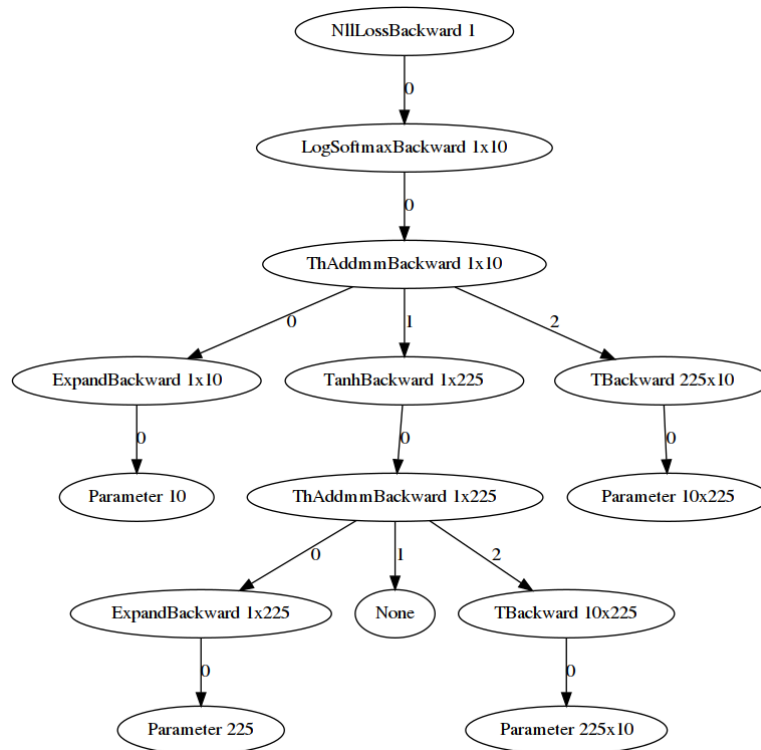 NllLossBackward 1
0
LogSoftmaxBackward 1x10
0
ThAddmmBackward 1x10
0 1 2
ExpandBackward 1x10 TanhBackward 1x225 TBackward 225x10
0 0 0
Parameter 10 ThAddmmBackward 1x225 Parameter 10x225
0 1 2
ExpandBackward 1x225 None TBackward 10x225
0 0
Parameter 225 Parameter 225x10